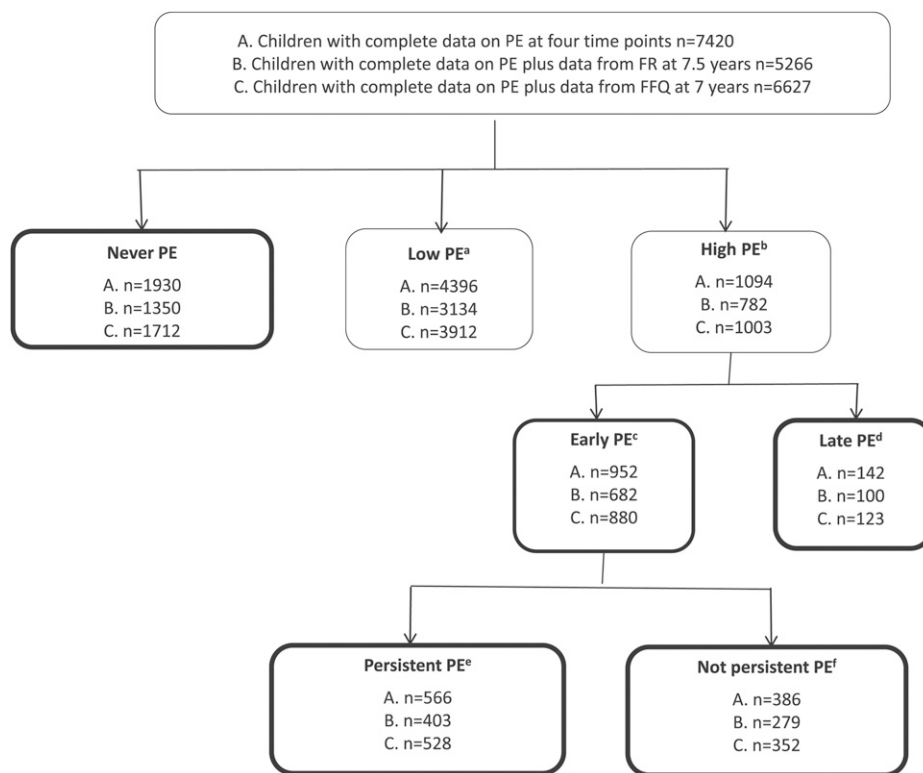 A. Children with complete data on PE at four time points n=7420
B. Children with complete data on PE plus data from FR at 7.5 years n=5266
C. Children with complete data on PE plus data from FFQ at 7 years n=6627
Never PE
A. n=1930
B. n=1350
C. n=1712
Low PEᵃ
A. n=4396
B. n=3134
C. n=3912
High PEᵇ
A. n=1094
B. n=782
C. n=1003
Early PEᶜ
A. n=952
B. n=682
C. n=880
Late PEᵈ
A. n=142
B. n=100
C. n=123
Persistent PEᵉ
A. n=566
B. n=403
C. n=528
Not persistent PEᶠ
A. n=386
B. n=279
C. n=352